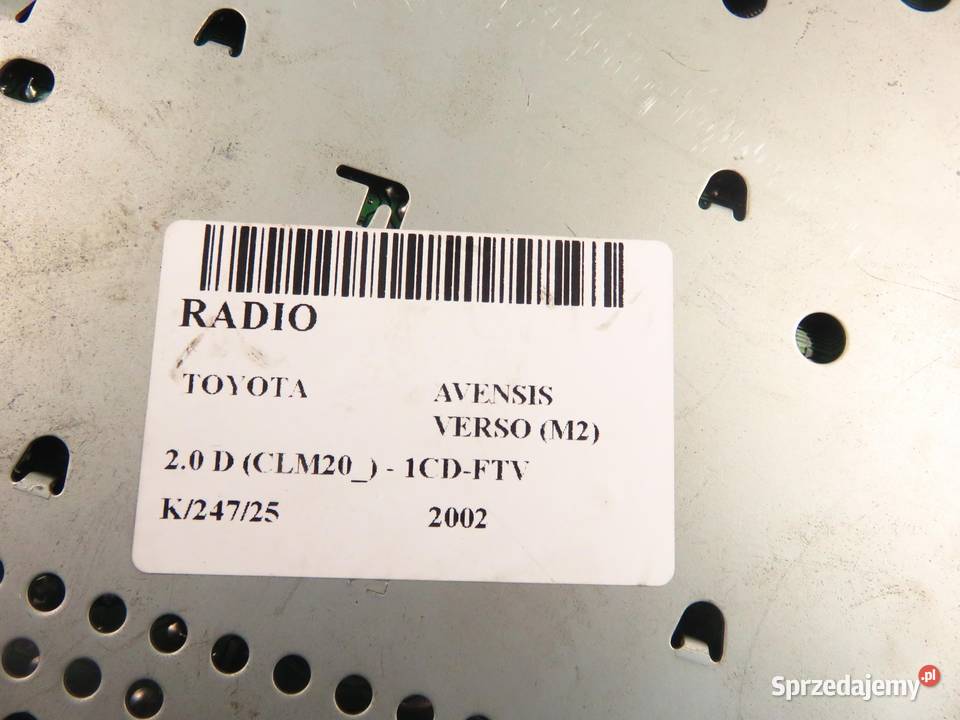 RADIO
TOYOTA AVENSIS
VERSO (M2)
2.0 D (CLM20_) - 1CD-FTV
K/247/25 2002
Sprzedajemy.pl